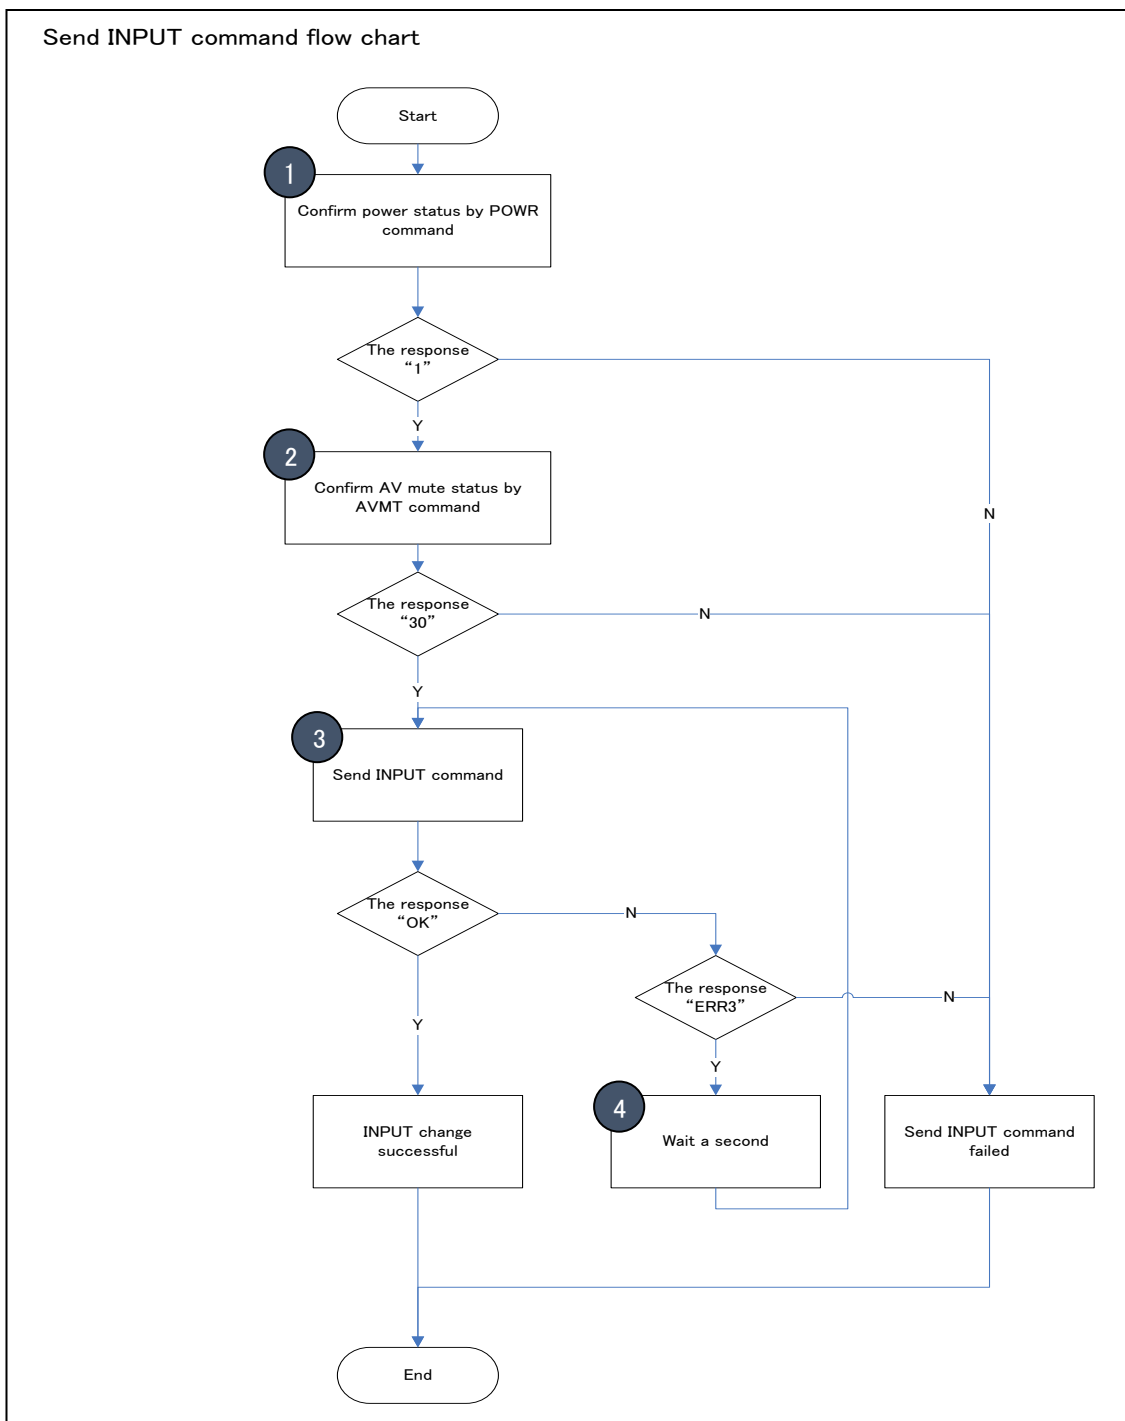 Send INPUT command flow chart
Start
1
Confirm power status by POWR
command
The response
“1”
Y
2
Confirm AV mute status by
AVMT command
N
The response
“30”
N
Y
3
Send INPUT command
The response
“OK”
N
The response
“ERR3”
N
Y
Y
4
INPUT change
successful
Wait a second
Send INPUT command
failed
End